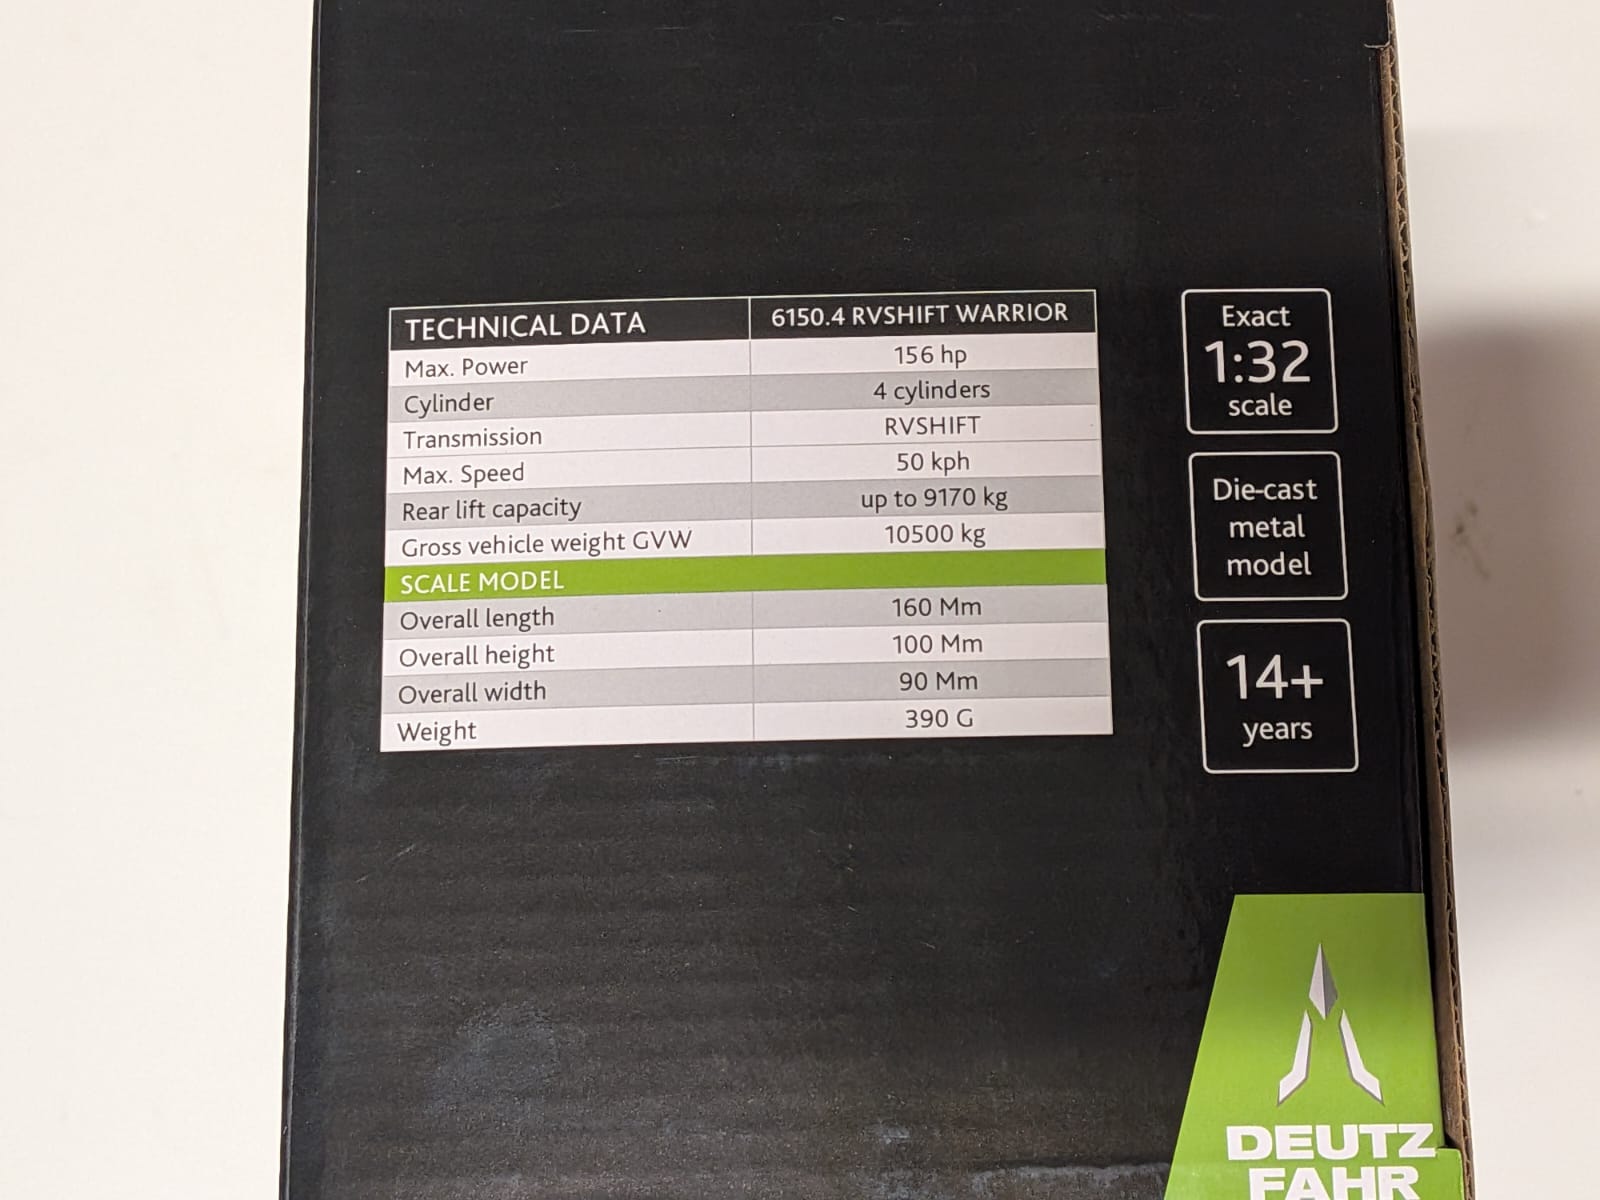 TECHNICAL DATA 6150.4 RVSHIFT WARRIOR
Max. Power 156 hp
Cylinder 4 cylinders
Transmission RVSHIFT
Max. Speed 50 kph
Rear lift capacity up to 9170 kg
Gross vehicle weight GVW 10500 kg
SCALE MODEL
Overall length 160 Mm
Overall height 100 Mm
Overall width 90 Mm
Weight 390 G
Exact
1:32
scale
Die-cast
metal
model
14+
years
DEUTZ
FAHR